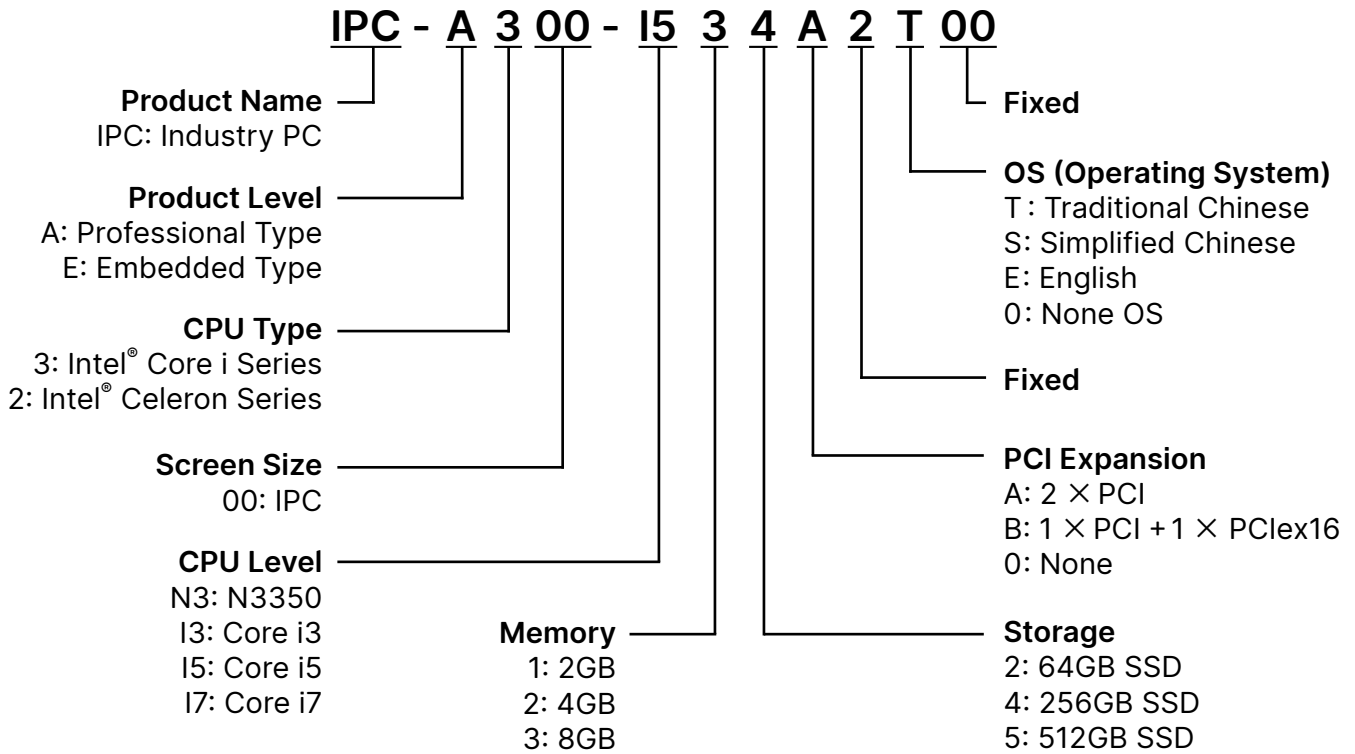 IPC - A 3 00 - I5 3 4 A 2 T 00
Product Name
IPC: Industry PC
Product Level
A: Professional Type
E: Embedded Type
CPU Type
3: Intel® Core i Series
2: Intel® Celeron Series
Screen Size
00: IPC
CPU Level
N3: N3350
I3: Core i3
I5: Core i5
I7: Core i7
Memory
1: 2GB
2: 4GB
3: 8GB
Fixed
OS (Operating System)
T : Traditional Chinese
S: Simplified Chinese
E: English
0: None OS
Fixed
PCI Expansion
A: 2 × PCI
B: 1 × PCI + 1 × PCIex16
0: None
Storage
2: 64GB SSD
4: 256GB SSD
5: 512GB SSD